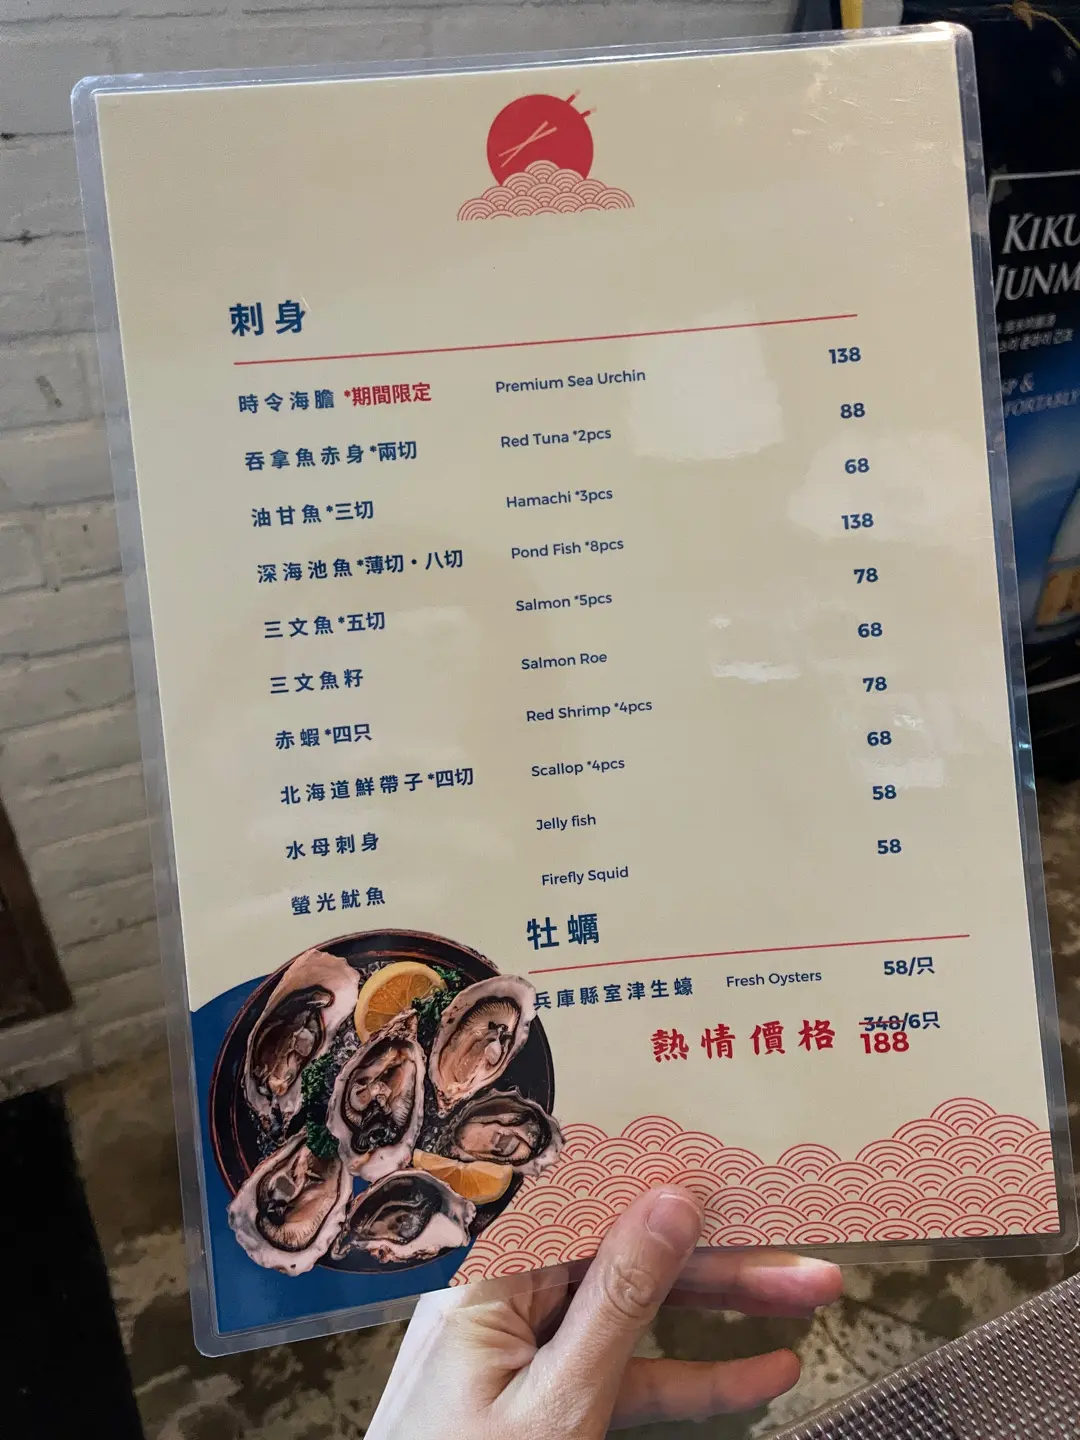 刺身
時令海膽 *期間限定 Premium Sea Urchin 138
吞拿魚赤身*兩切 Red Tuna *2pcs 88
油甘魚*三切 Hamachi *3pcs 68
深海池魚*薄切・八切 Pond Fish *8pcs 138
三文魚*五切 Salmon *5pcs 78
三文魚籽 Salmon Roe 68
赤蝦*四只 Red Shrimp *4pcs 78
北海道鮮帶子*四切 Scallop *4pcs 68
水母刺身 Jelly fish 58
螢光魷魚 Firefly Squid 58
牡蠣
兵庫縣室津生蠔 Fresh Oysters 58/只
348/6只
熱情價格 188
KIKU
JUNM